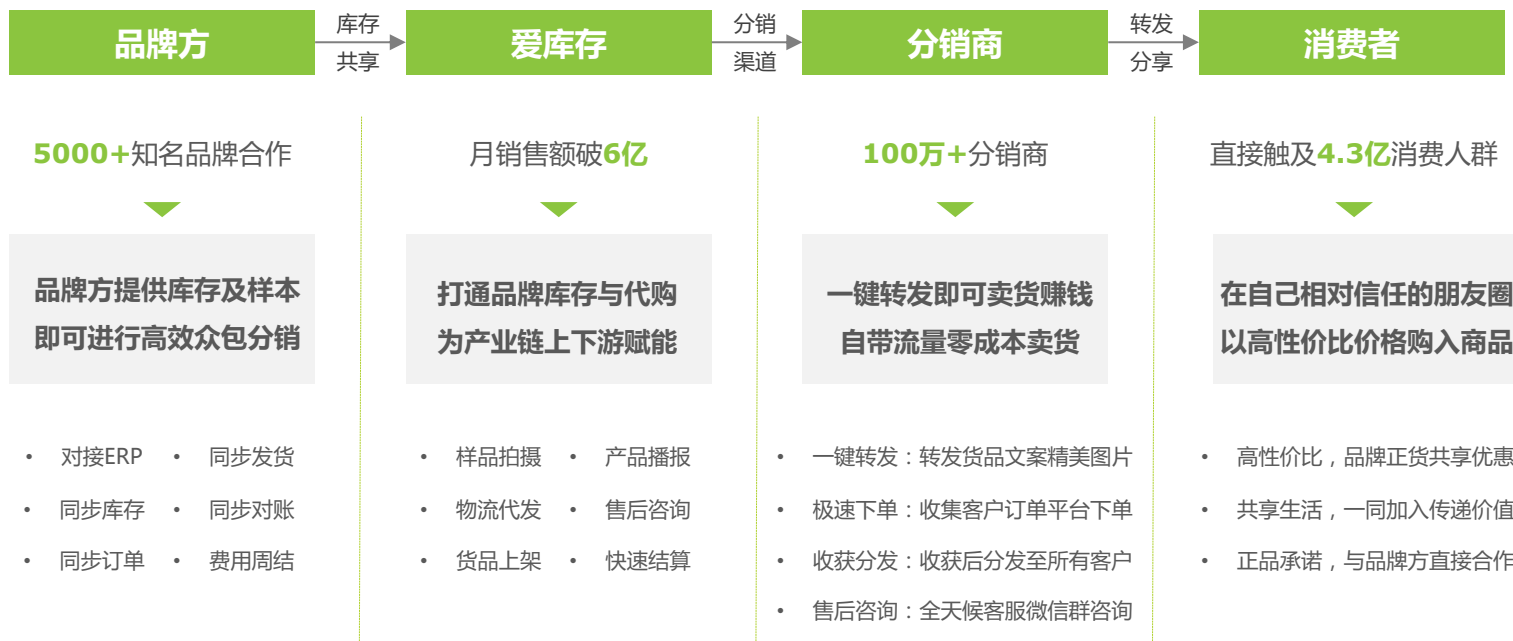 品牌方
库存
共享
爱库存
分销
渠道
分销商
转发
分享
消费者
5000+知名品牌合作
月销售额破6亿
100万+分销商
直接触及4.3亿消费人群
品牌方提供库存及样本
即可进行高效众包分销
打通品牌库存与代购
为产业链上下游赋能
一键转发即可卖货赚钱
自带流量零成本卖货
在自己相对信任的朋友圈
以高性价比价格购入商品
• 对接ERP • 同步发货
• 同步库存 • 同步对账
• 同步订单 • 费用周结
• 样品拍摄 • 产品播报
• 物流代发 • 售后咨询
• 货品上架 • 快速结算
• 一键转发：转发货品文案精美图片
• 极速下单：收集客户订单平台下单
• 收获分发：收获后分发至所有客户
• 售后咨询：全天候客服微信群咨询
• 高性价比，品牌正货共享优惠
• 共享生活，一同加入传递价值
• 正品承诺，与品牌方直接合作